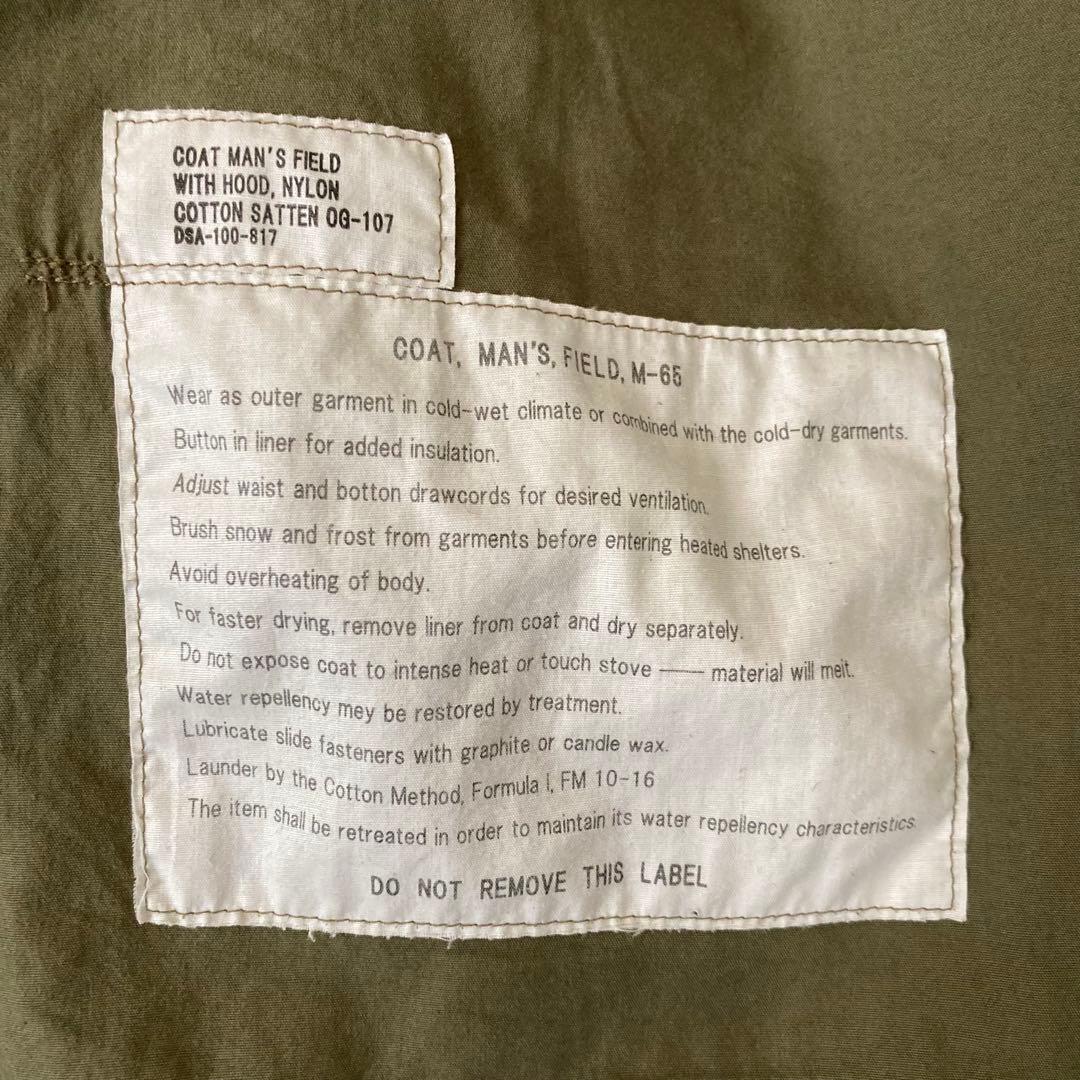 COAT MAN'S FIELD
WITH HOOD, NYLON
COTTON SATTEN OG-107
DSA-100-817
COAT, MAN'S, FIELD, M-65
Wear as outer garment in cold-wet climate or combined with the cold-dry garments.
Button in liner for added insulation.
Adjust waist and botton drawcords for desired ventilation.
Brush snow and frost from garments before entering heated shelters.
Avoid overheating of body.
For faster drying, remove liner from coat and dry separately.
Do not expose coat to intense heat or touch stove —— material will meit.
Water repellency mey be restored by treatment.
Lubricate slide fasteners with graphite or candle wax.
Launder by the Cotton Method, Formula I, FM 10-16
The item shall be retreated in order to maintain its water repellency characteristics.
DO NOT REMOVE THIS LABEL